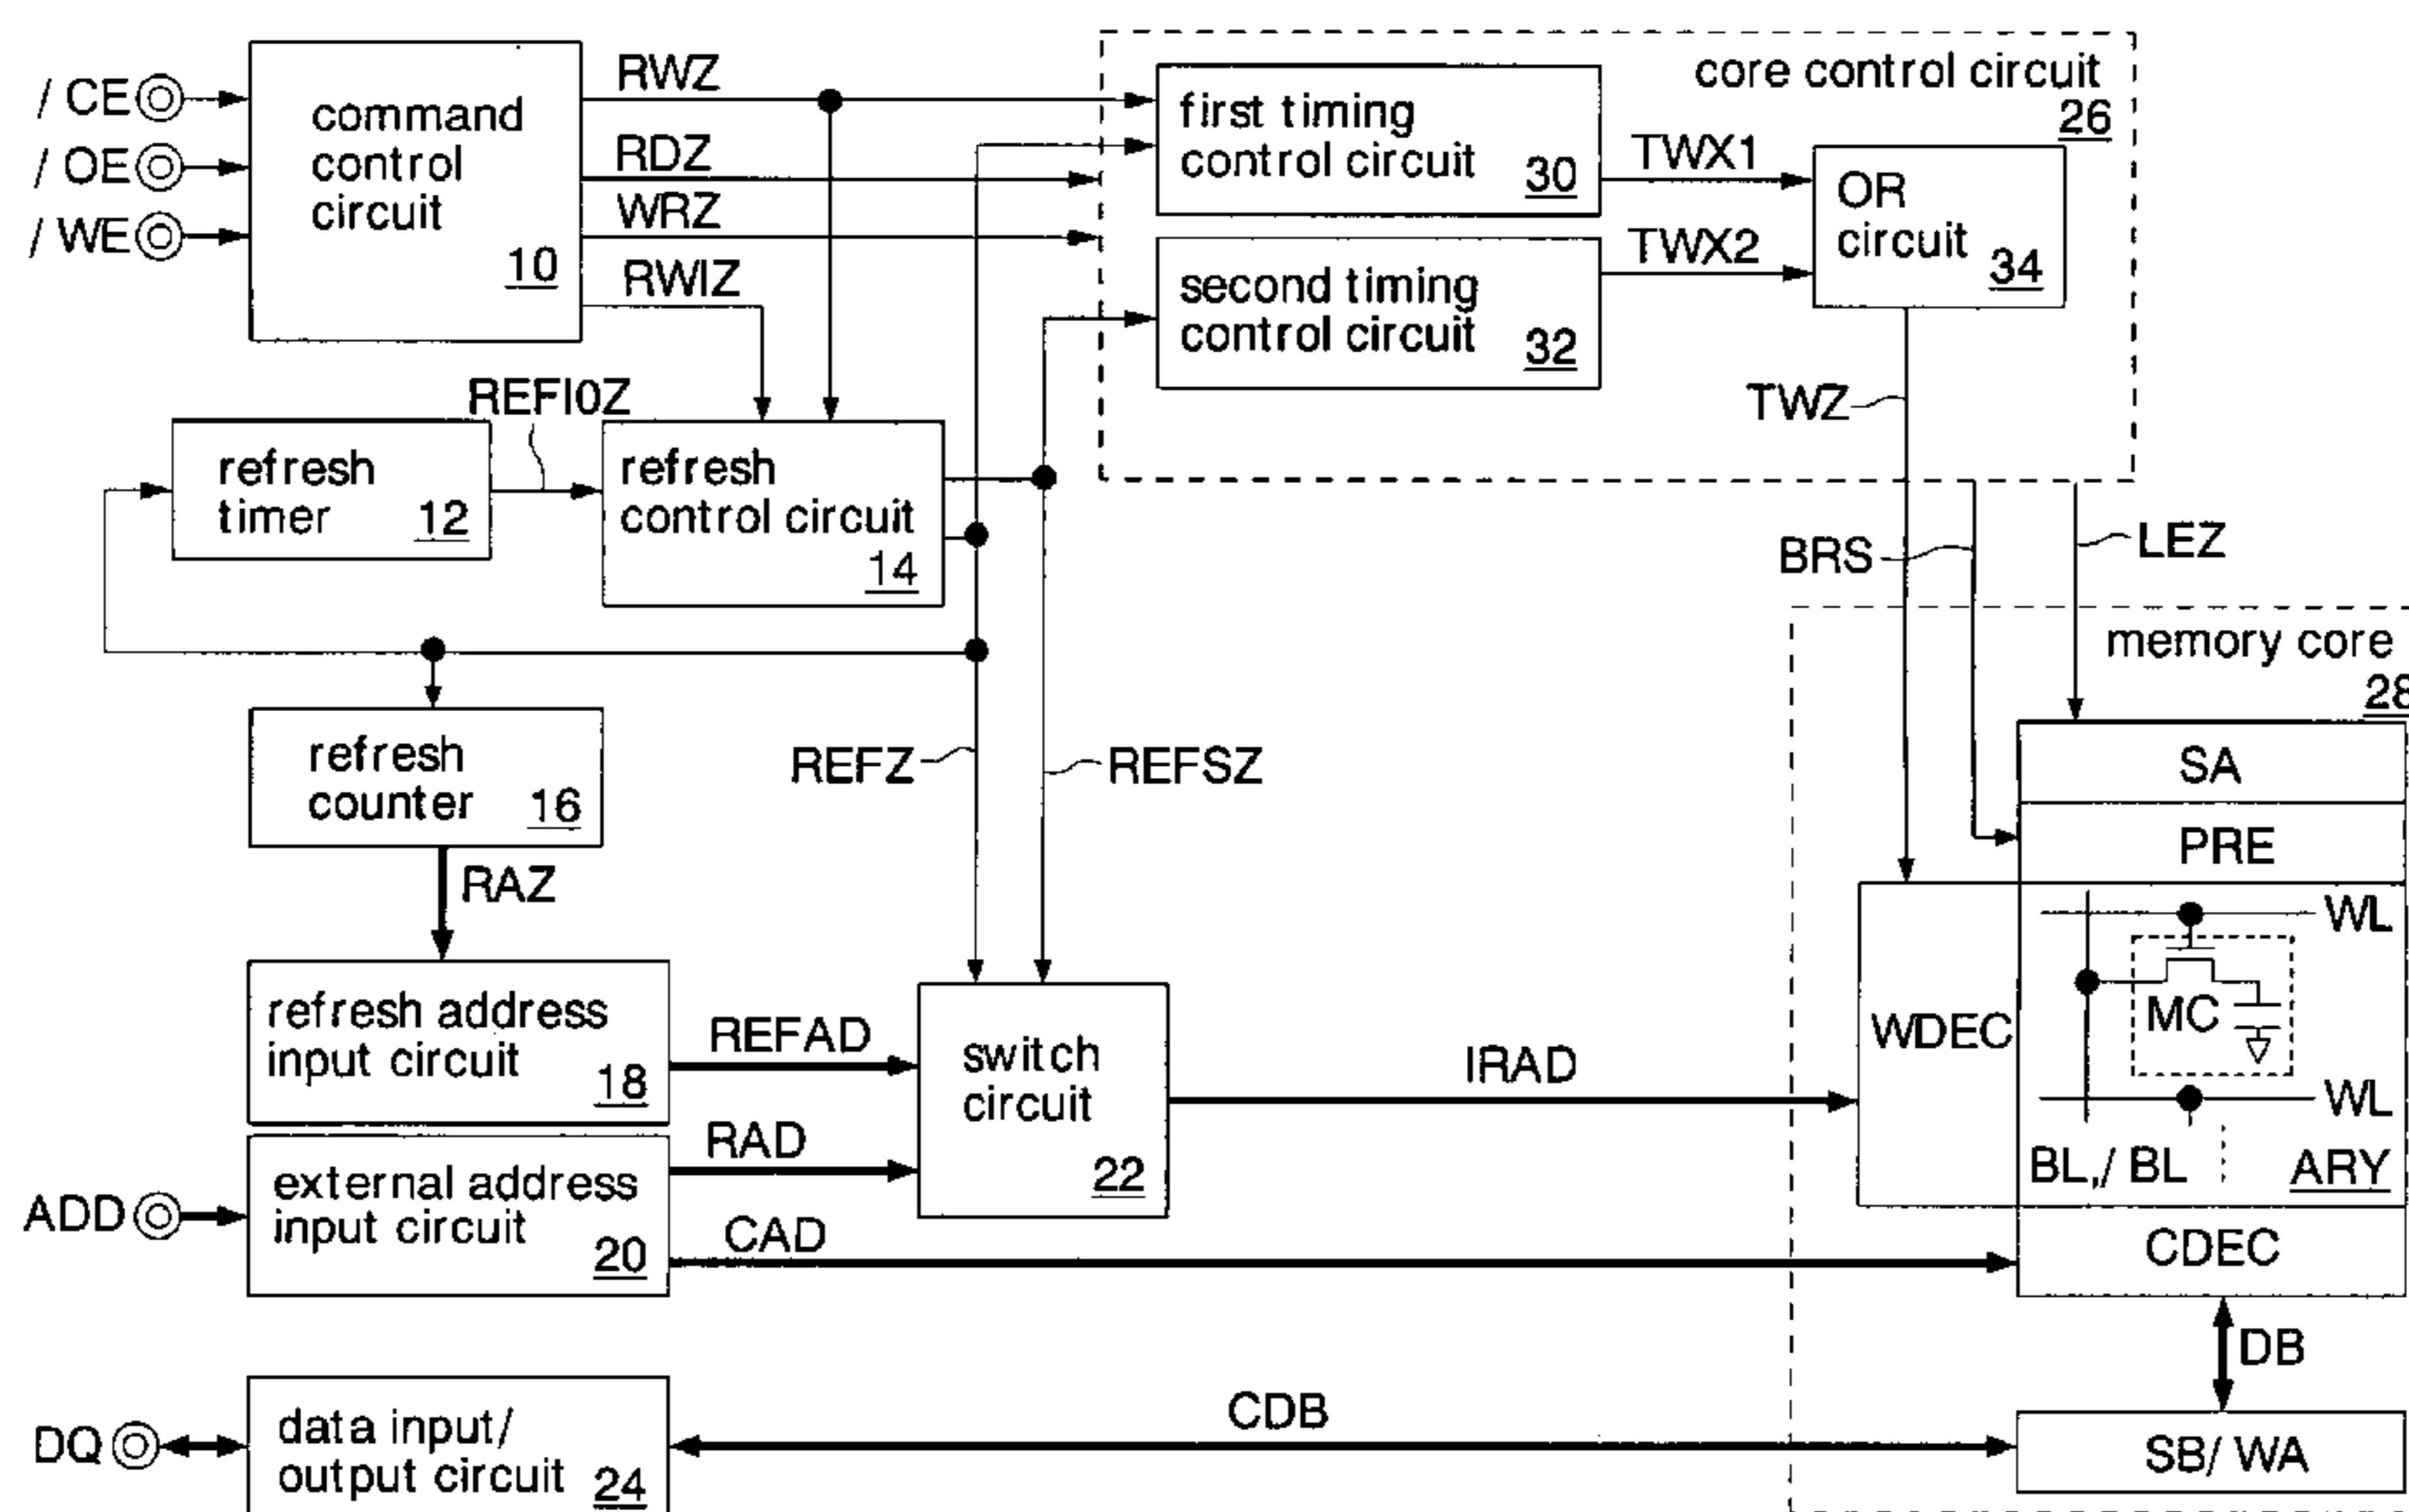 / CE
/ OE
/ WE
command
control
circuit
10
RWZ
RDZ
WRZ
RWIZ
core control circuit
26
first timing
control circuit
30
second timing
control circuit
32
TWX1
TWX2
OR
circuit
34
TWZ
REFI0Z
refresh
timer
12
refresh
control circuit
14
BRS
LEZ
memory core
28
refresh
counter
16
REFZ
REFSZ
RAZ
SA
PRE
WL
MC
WL
WDEC
BL,/ BL
ARY
CDEC
refresh address
input circuit
18
REFAD
RAD
switch
circuit
22
IRAD
ADD
external address
input circuit
20
CAD
DB
DQ
data input/
output circuit
24
CDB
SB/ WA